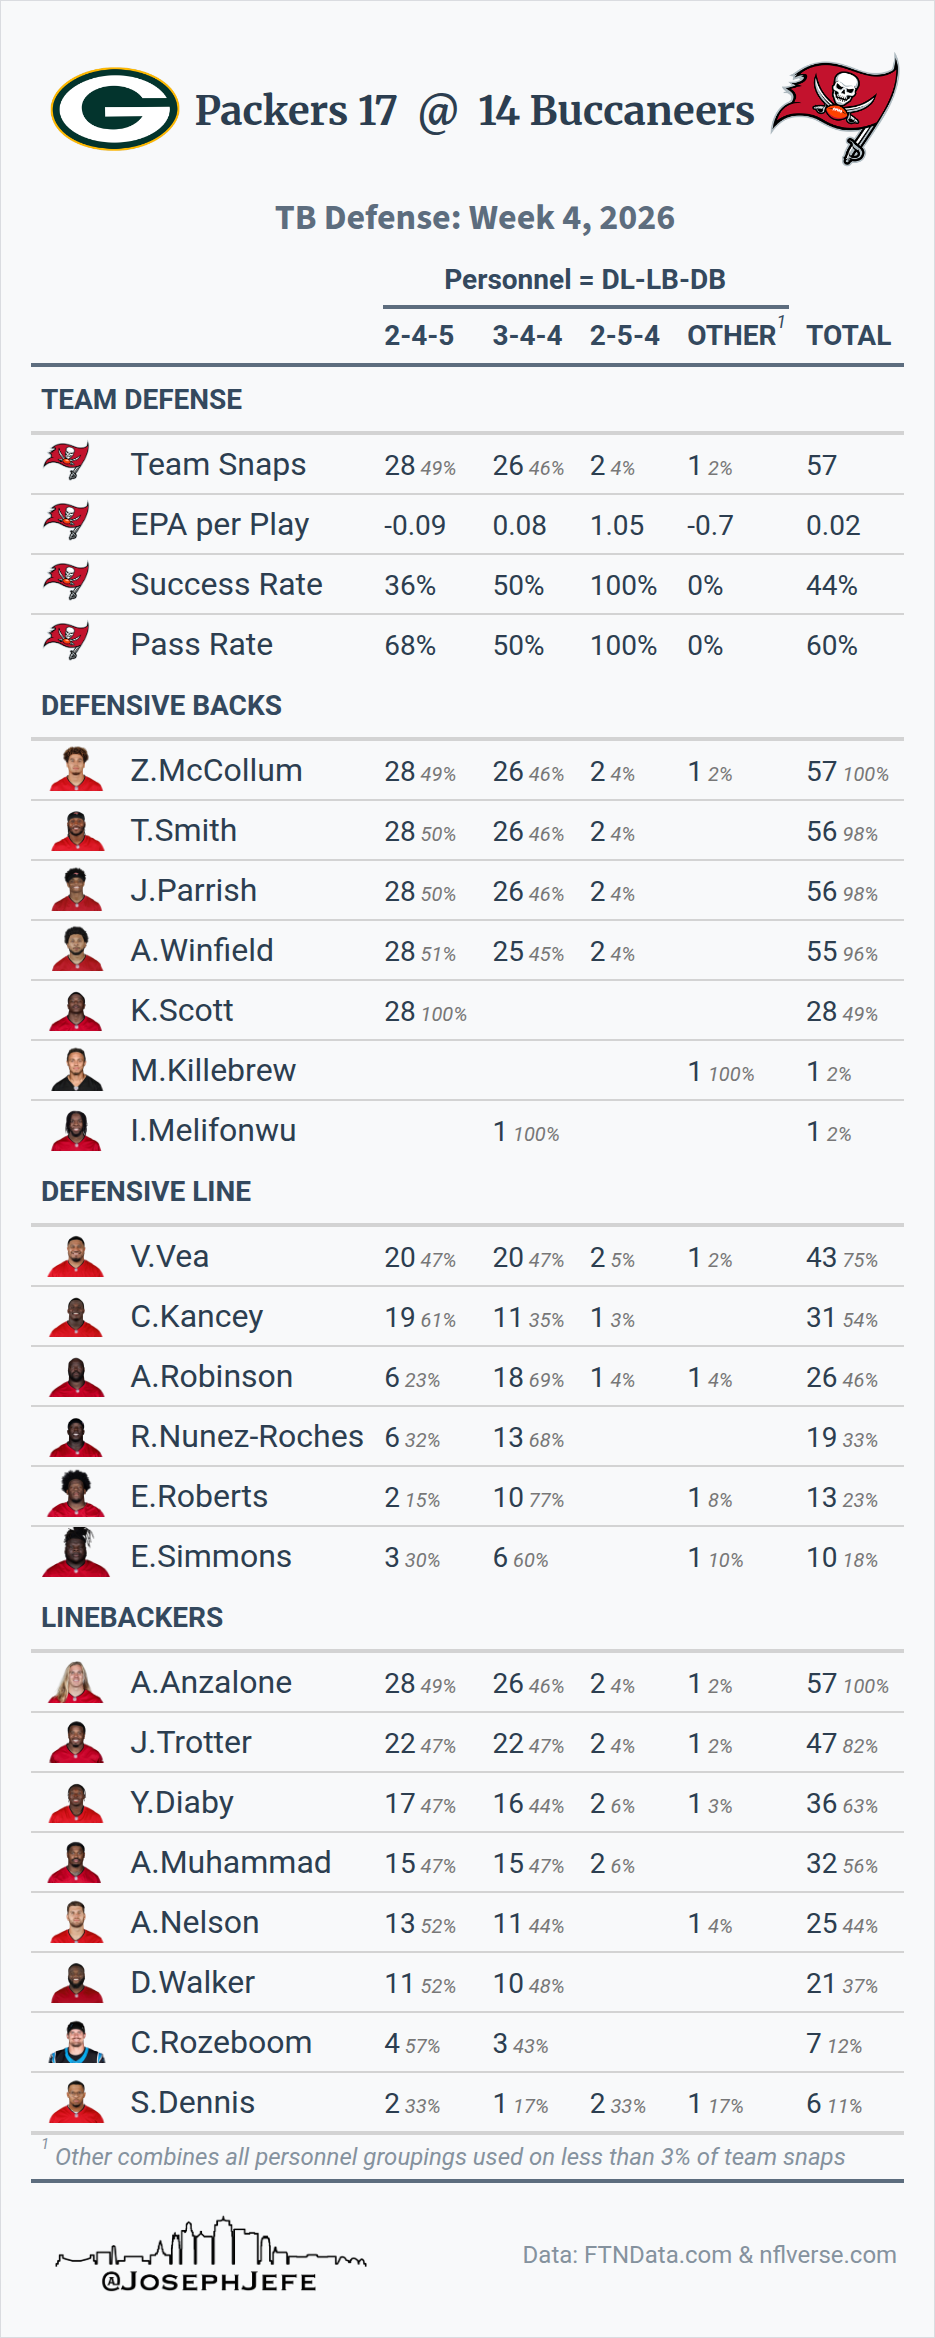 Packers 17 @ 14 Buccaneers
TB Defense: Week 4, 2026
Personnel = DL-LB-DB
2-4-5 3-4-4 2-5-4 OTHER 1 TOTAL
TEAM DEFENSE
Team Snaps 28 49% 26 46% 2 4% 1 2% 57
EPA per Play -0.09 0.08 1.05 -0.7 0.02
Success Rate 36% 50% 100% 0% 44%
Pass Rate 68% 50% 100% 0% 60%
DEFENSIVE BACKS
Z.McCollum 28 49% 26 46% 2 4% 1 2% 57 100%
T.Smith 28 50% 26 46% 2 4% 56 98%
J.Parrish 28 50% 26 46% 2 4% 56 98%
A.Winfield 28 51% 25 45% 2 4% 55 96%
K.Scott 28 100% 28 49%
M.Killebrew 1 100% 1 2%
I.Melifonwu 1 100% 1 2%
DEFENSIVE LINE
V.Vea 20 47% 20 47% 2 5% 1 2% 43 75%
C.Kancey 19 61% 11 35% 1 3% 31 54%
A.Robinson 6 23% 18 69% 1 4% 1 4% 26 46%
R.Nunez-Roches 6 32% 13 68% 19 33%
E.Roberts 2 15% 10 77% 1 8% 13 23%
E.Simmons 3 30% 6 60% 1 10% 10 18%
LINEBACKERS
A.Anzalone 28 49% 26 46% 2 4% 1 2% 57 100%
J.Trotter 22 47% 22 47% 2 4% 1 2% 47 82%
Y.Diaby 17 47% 16 44% 2 6% 1 3% 36 63%
A.Muhammad 15 47% 15 47% 2 6% 32 56%
A.Nelson 13 52% 11 44% 1 4% 25 44%
D.Walker 11 52% 10 48% 21 37%
C.Rozeboom 4 57% 3 43% 7 12%
S.Dennis 2 33% 1 17% 2 33% 1 17% 6 11%
1 Other combines all personnel groupings used on less than 3% of team snaps
@JOSEPHJEFE
Data: FTNData.com & nflverse.com